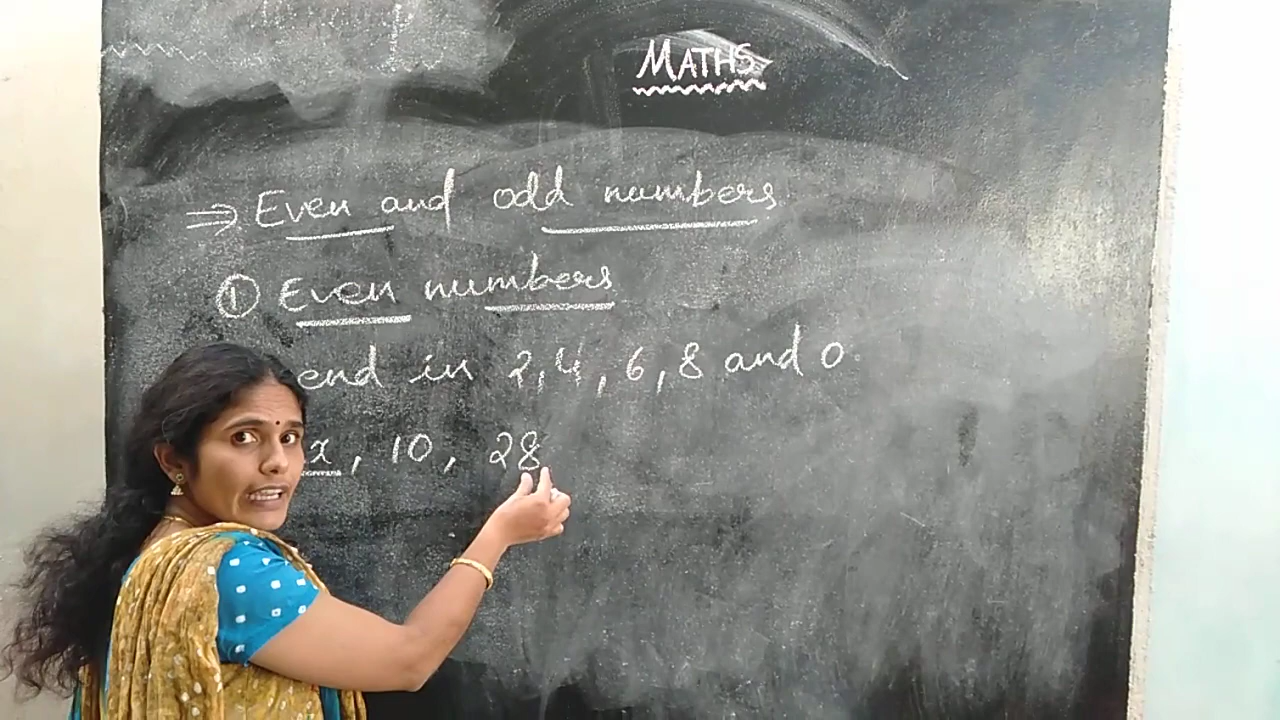 MATHS
⇒ Even and odd numbers.
① Even numbers
end in 2, 4, 6, 8 and 0.
x, 10, 28